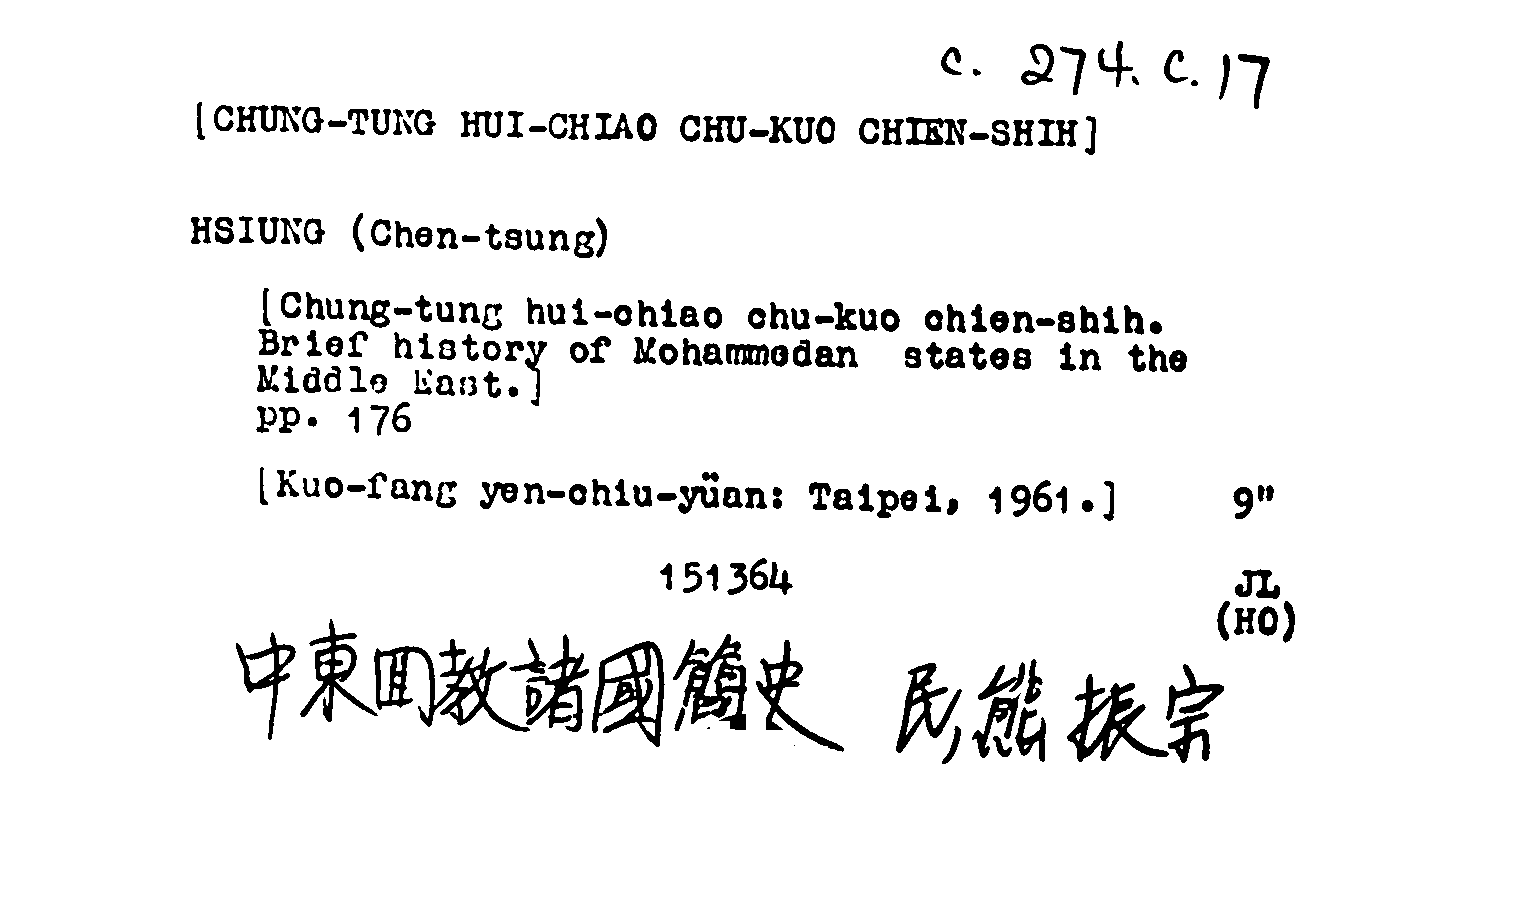 c. 274. c. 17
[CHUNG-TUNG HUI-CHIAO CHU-KUO CHIEN-SHIH]
HSIUNG (Chen-tsung)
[Chung-tung hui-chiao chu-kuo chien-shih.
Brief history of Mohammedan states in the
Middle East.]
pp. 176
[Kuo-fang yen-chiu-yüan: Taipei, 1961.] 9"
151364 JL
(HO)
中東回教諸國簡史 民, 熊振宗